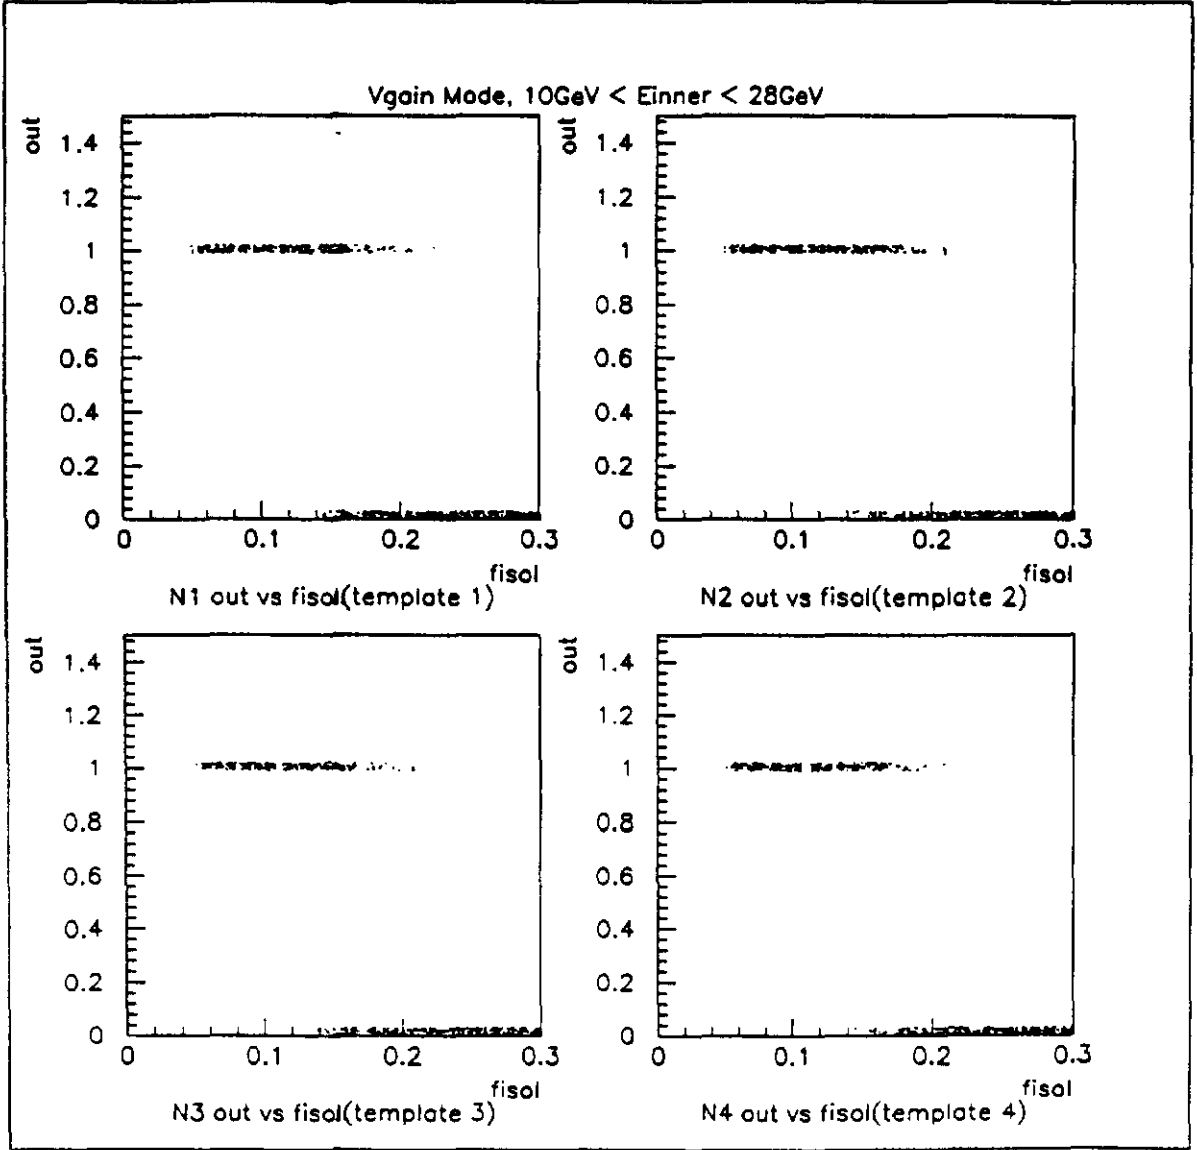 Vgain Mode, 10GeV < Einner < 28GeV
out
1.4
1.2
1
0.8
0.6
0.4
0.2
0
0 0.1 0.2 0.3
fisol
N1 out vs fisol(template 1)
out
1.4
1.2
1
0.8
0.6
0.4
0.2
0
0 0.1 0.2 0.3
fisol
N2 out vs fisol(template 2)
out
1.4
1.2
1
0.8
0.6
0.4
0.2
0
0 0.1 0.2 0.3
fisol
N3 out vs fisol(template 3)
out
1.4
1.2
1
0.8
0.6
0.4
0.2
0
0 0.1 0.2 0.3
fisol
N4 out vs fisol(template 4)